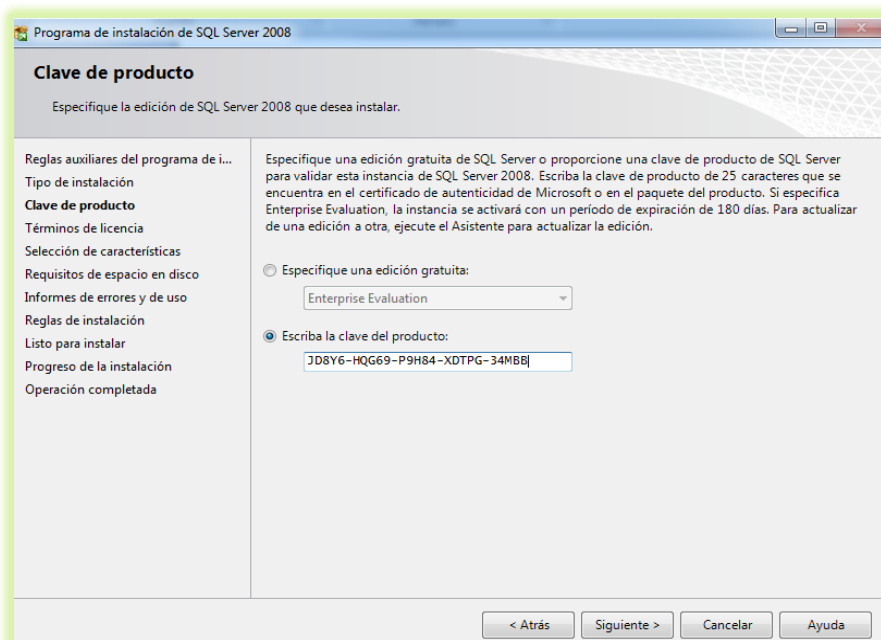 Programa de instalación de SQL Server 2008
Clave de producto
Especifique la edición de SQL Server 2008 que desea instalar.
Reglas auxiliares del programa de i...
Tipo de instalación
Clave de producto
Términos de licencia
Selección de características
Requisitos de espacio en disco
Informes de errores y de uso
Reglas de instalación
Listo para instalar
Progreso de la instalación
Operación completada
Especifique una edición gratuita de SQL Server o proporcione una clave de producto de SQL Server
para validar esta instancia de SQL Server 2008. Escriba la clave de producto de 25 caracteres que se
encuentra en el certificado de autenticidad de Microsoft o en el paquete del producto. Si especifica
Enterprise Evaluation, la instancia se activará con un período de expiración de 180 días. Para actualizar
de una edición a otra, ejecute el Asistente para actualizar la edición.
Especifique una edición gratuita:
Enterprise Evaluation
Escriba la clave del producto:
JD8Y6-HQG69-P9H84-XDTPG-34MBB
< Atrás
Siguiente >
Cancelar
Ayuda